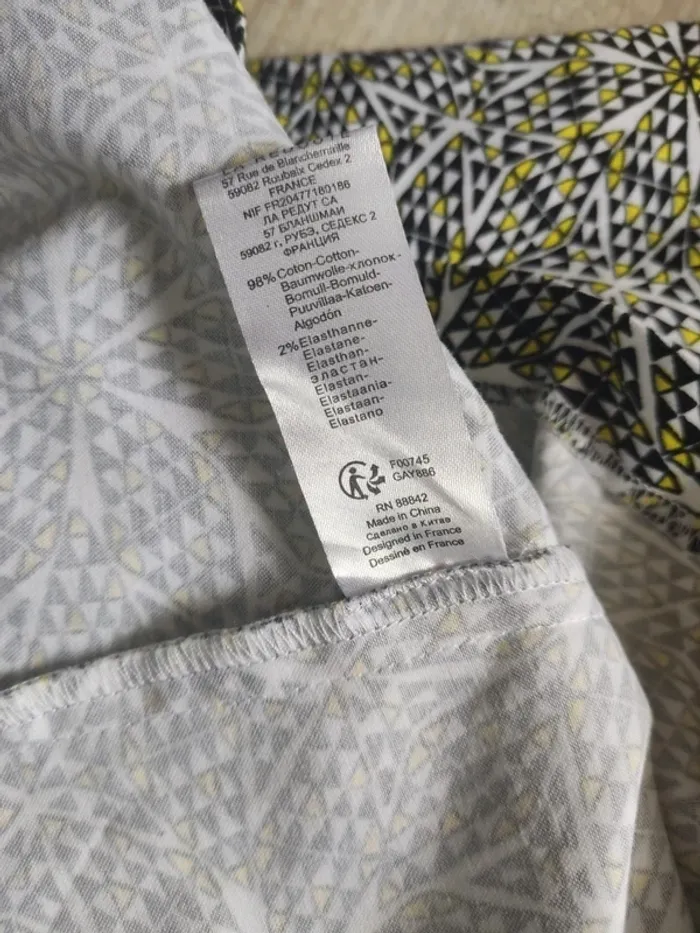 LA REDOUTE
57 Rue de Blanchemaille
59082 Roubaix Cedex 2
FRANCE
NIF FR20477180186
ЛА РЕДУТ СА
57 БЛАНШМАЙ
59082 г, РУБЭ, СЕДЕКС 2
ФРАНЦИЯ
98% Coton-Cotton-
Baumwolle-хлопок-
Bomull-Bomuld-
Puuvillaa-Katoen-
Algodón
2% Elasthanne-
Elastane-
Elasthan-
эластан-
Elastan-
Elastaania-
Elastaan-
Elastano
F00745
GAY886
RN 88842
Made in China
Сделано в Китае
Designed in France
Dessiné en France